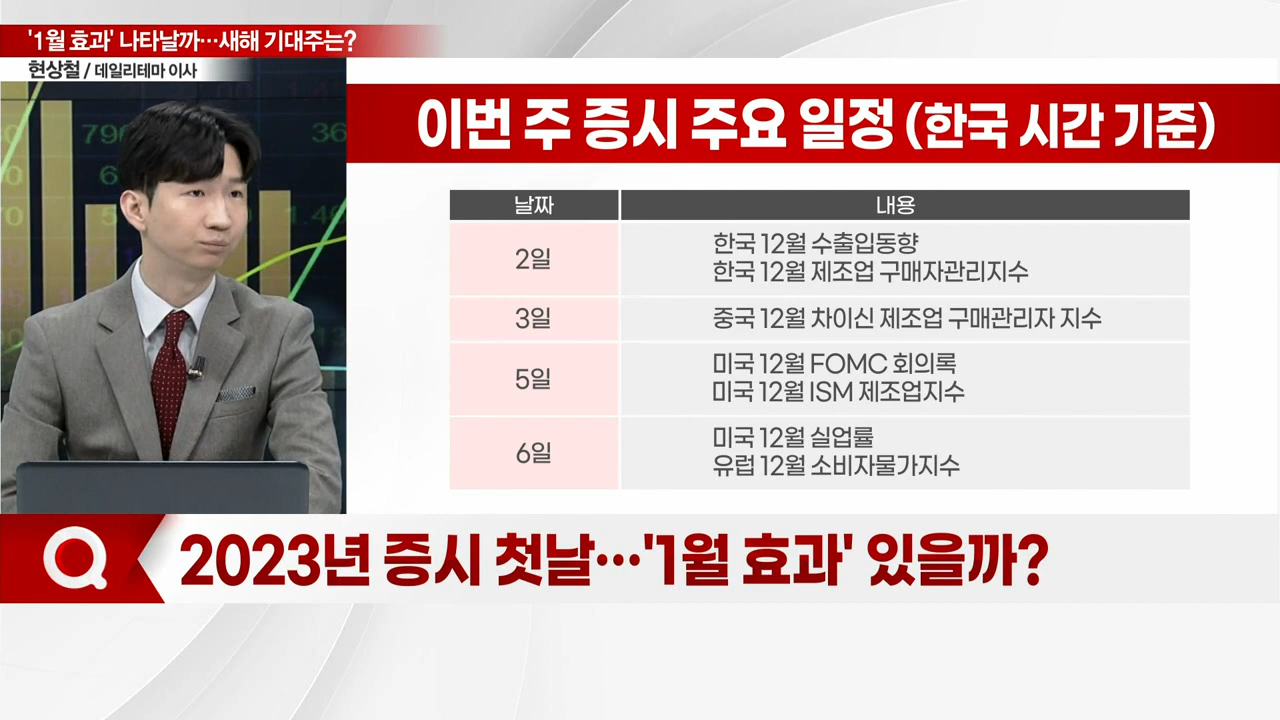 '1월 효과' 나타날까…새해 기대주는?
현상철 / 데일리테마 이사
이번 주 증시 주요 일정 (한국 시간 기준)
날짜 내용
2일
한국 12월 수출입동향
한국 12월 제조업 구매자관리지수
3일
중국 12월 차이신 제조업 구매관리자 지수
5일
미국 12월 FOMC 회의록
미국 12월 ISM 제조업지수
6일
미국 12월 실업률
유럽 12월 소비자물가지수
Q
2023년 증시 첫날…'1월 효과' 있을까?